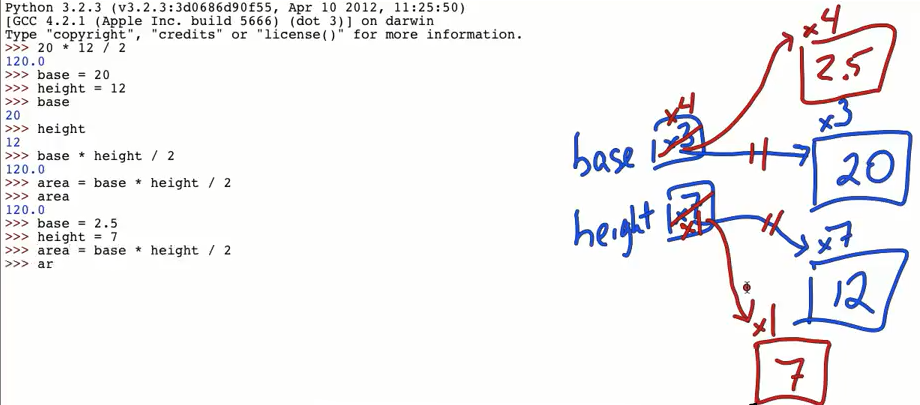 Python 3.2.3 (v3.2.3:3d0686d90f55, Apr 10 2012, 11:25:50)
[GCC 4.2.1 (Apple Inc. build 5666) (dot 3)] on darwin
Type "copyright", "credits" or "license()" for more information.
>>> 20 * 12 / 2
120.0
>>> base = 20
>>> height = 12
>>> base
20
>>> height
12
>>> base * height / 2
120.0
>>> area = base * height / 2
>>> area
120.0
>>> base = 2.5
>>> height = 7
>>> area = base * height / 2
>>> ar
x4
2.5
x4
base x3
x3
20
height x7
x1
x7
12
x1
7